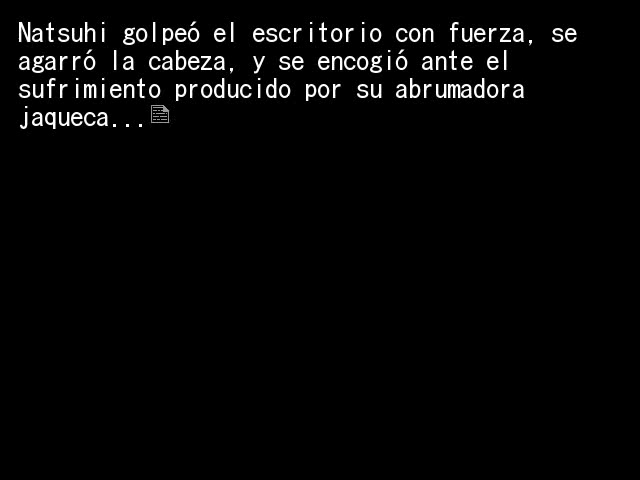 Natsuhi golpeó el escritorio con fuerza, se
agarró la cabeza, y se encogió ante el
sufrimiento producido por su abrumadora
jaqueca...